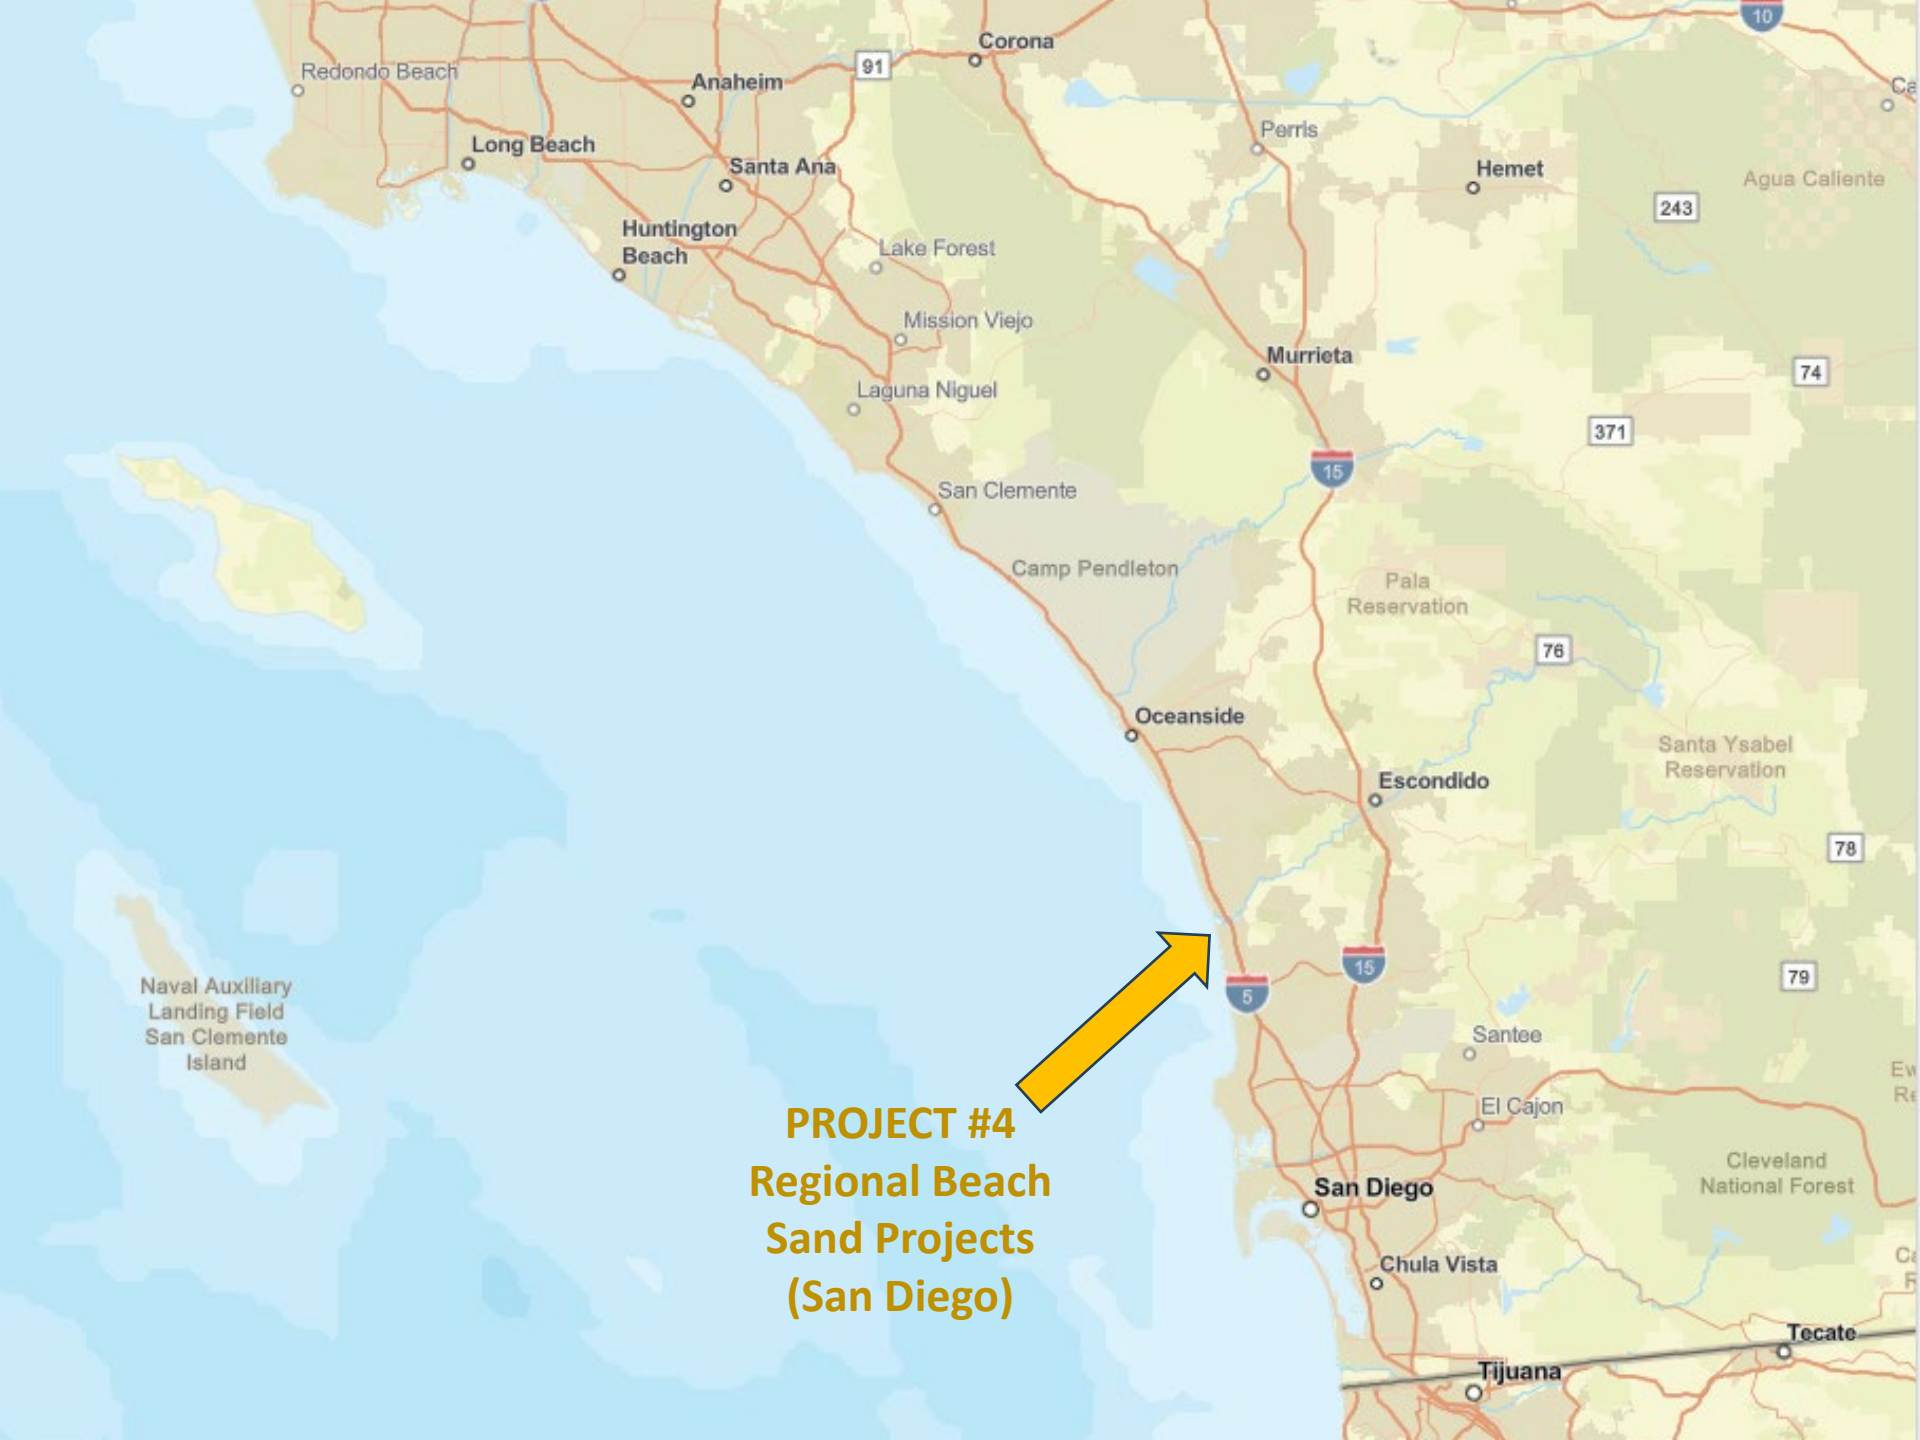 10
Corona
91
Redondo Beach
Anaheim
Ca
Perris
Long Beach
Santa Ana
Hemet
Agua Caliente
243
Huntington
Beach
Lake Forest
Mission Viejo
Murrieta
74
Laguna Niguel
371
15
San Clemente
Camp Pendleton
Pala
Reservation
76
Oceanside
Santa Ysabel
Reservation
Escondido
78
15
79
5
Naval Auxiliary
Landing Field
San Clemente
Island
Santee
Ew
Re
El Cajon
PROJECT #4
Regional Beach
Sand Projects
(San Diego)
Cleveland
National Forest
San Diego
Chula Vista
Ca
R
Tecate
Tijuana